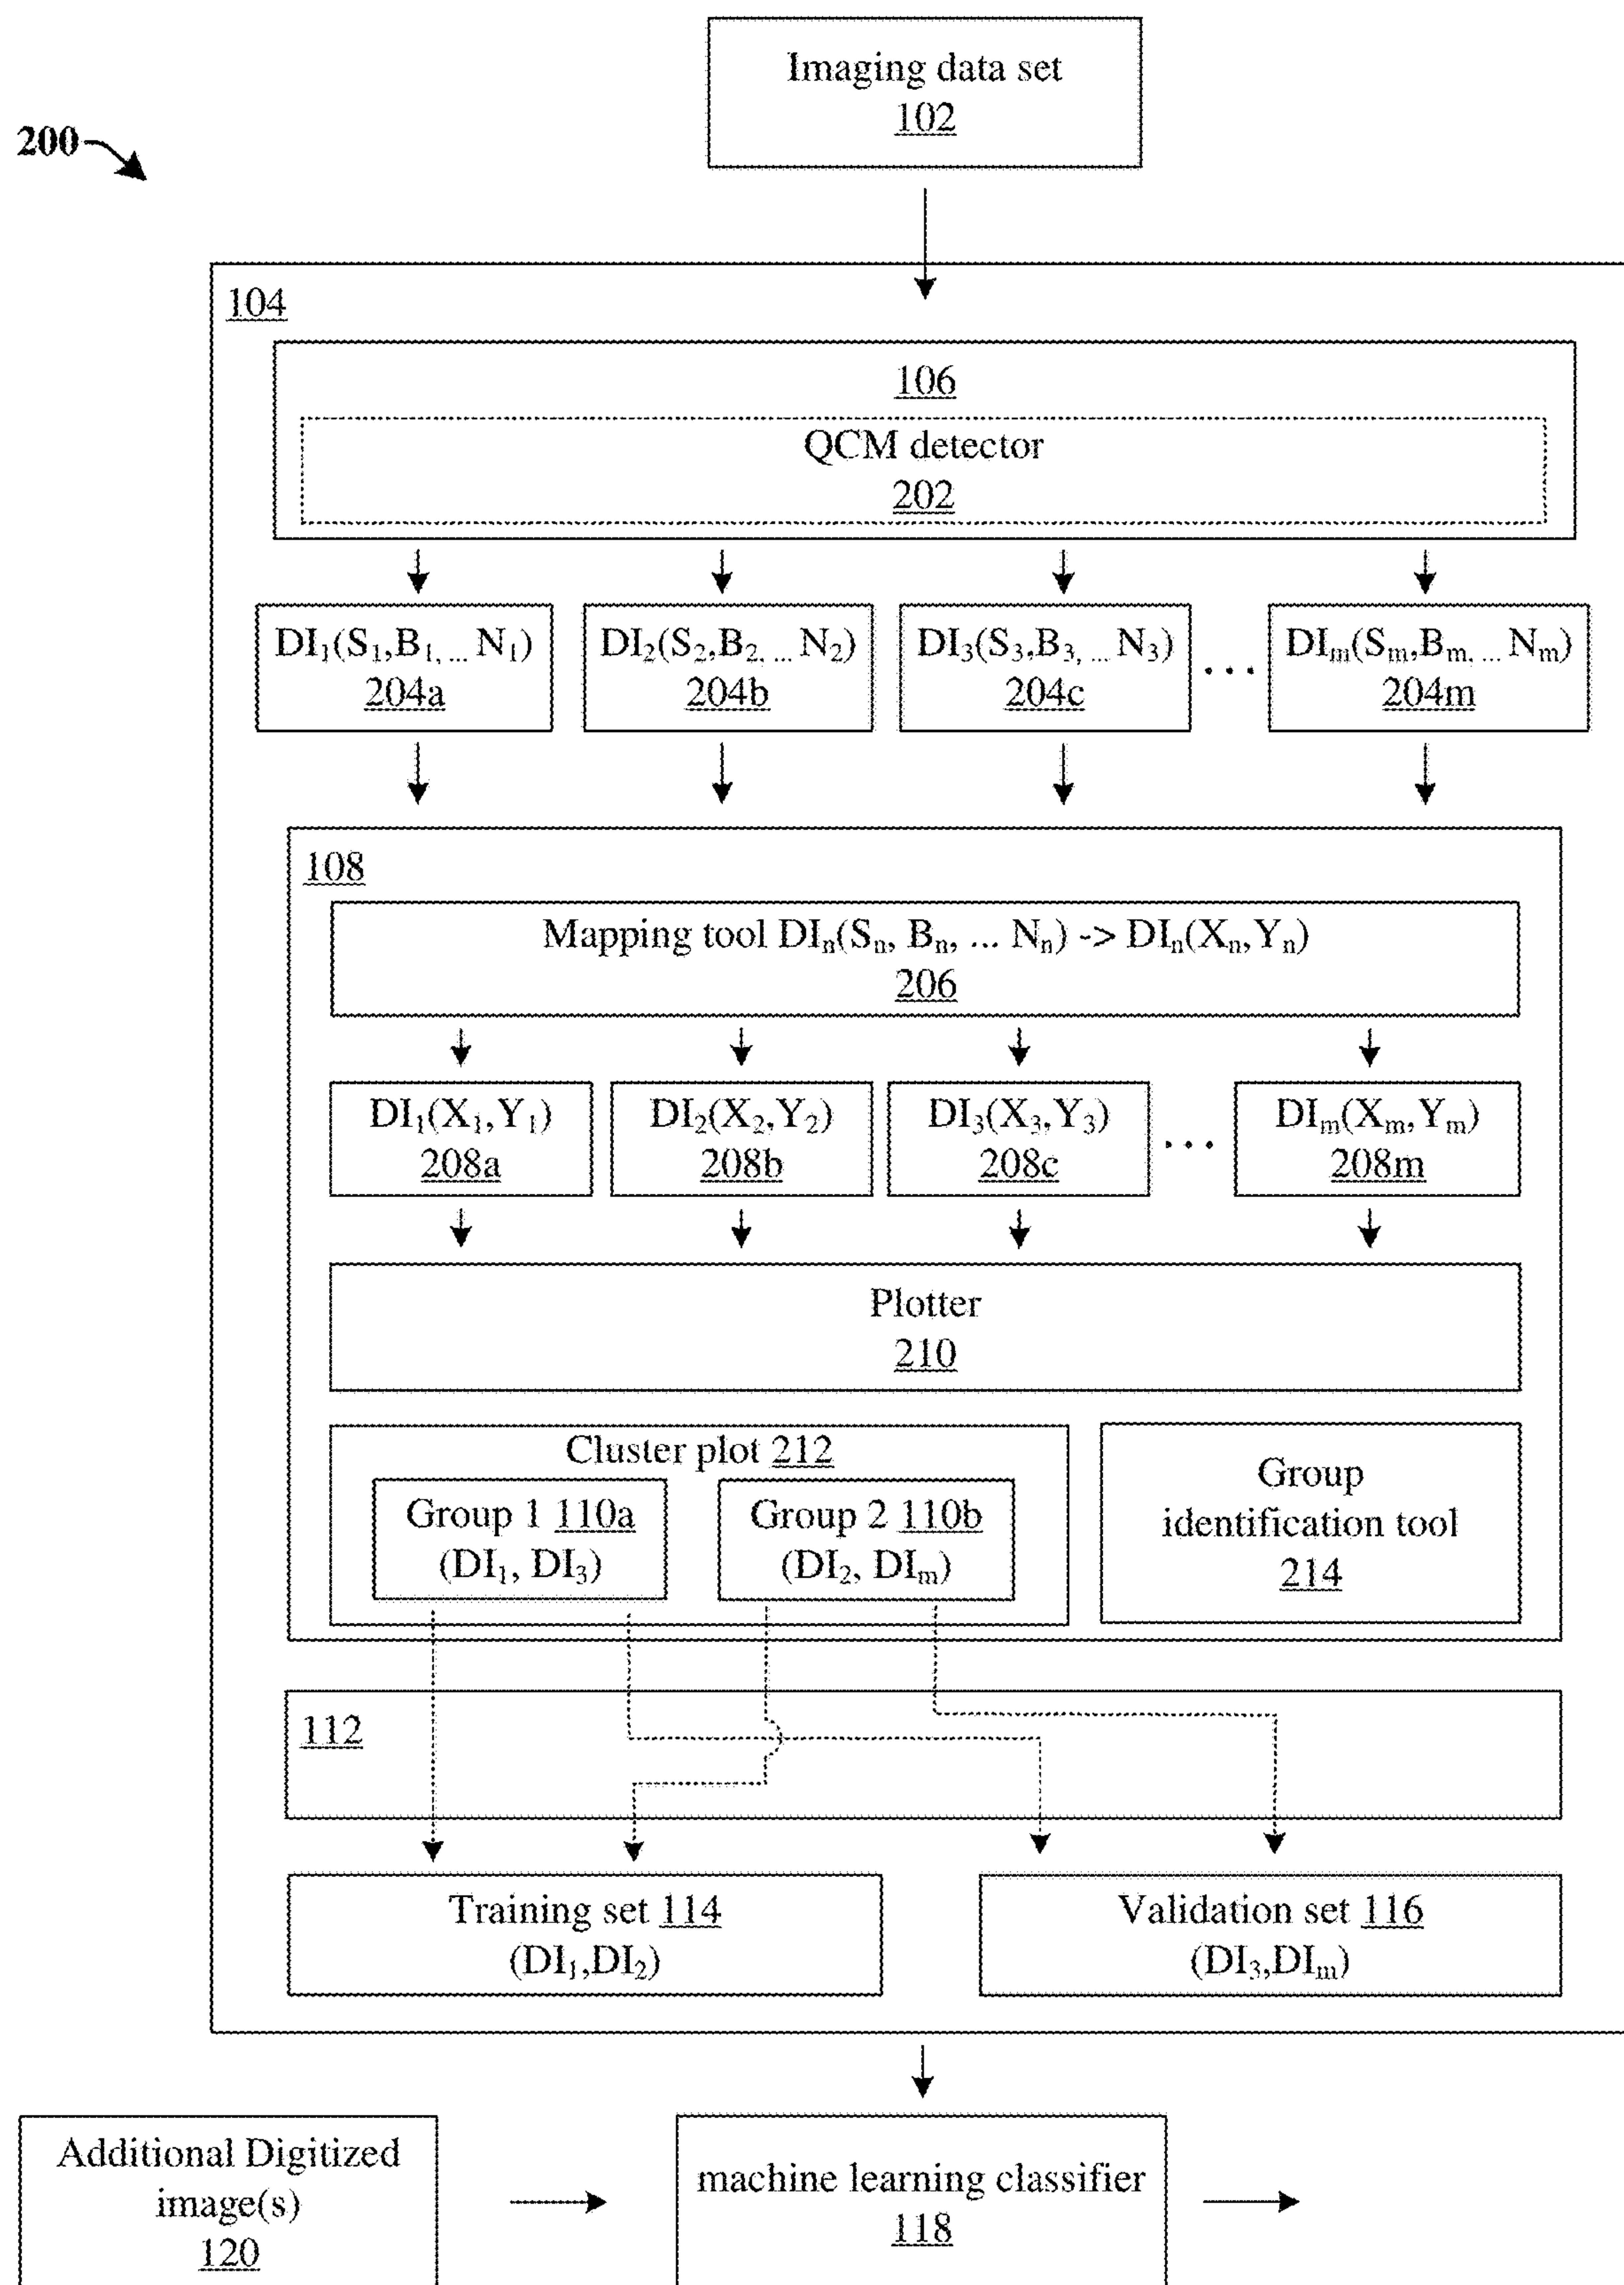 Imaging data set
102
200
104
106
QCM detector
202
DI₁(S₁,B₁, ... N₁)
204a
DI₂(S₂,B₂, ... N₂)
204b
DI₃(S₃,B₃, ... N₃)
204c
...
DIₘ(Sₘ,Bₘ, ... Nₘ)
204m
108
Mapping tool DIₙ(Sₙ, Bₙ, ... Nₙ) -> DIₙ(Xₙ,Yₙ)
206
DI₁(X₁,Y₁)
208a
DI₂(X₂,Y₂)
208b
DI₃(X₃,Y₃)
208c
...
DIₘ(Xₘ,Yₘ)
208m
Plotter
210
Cluster plot 212
Group 1 110a
(DI₁, DI₃)
Group 2 110b
(DI₂, DIₘ)
Group
identification tool
214
112
Training set 114
(DI₁,DI₂)
Validation set 116
(DI₃,DIₘ)
Additional Digitized
image(s)
120
machine learning classifier
118